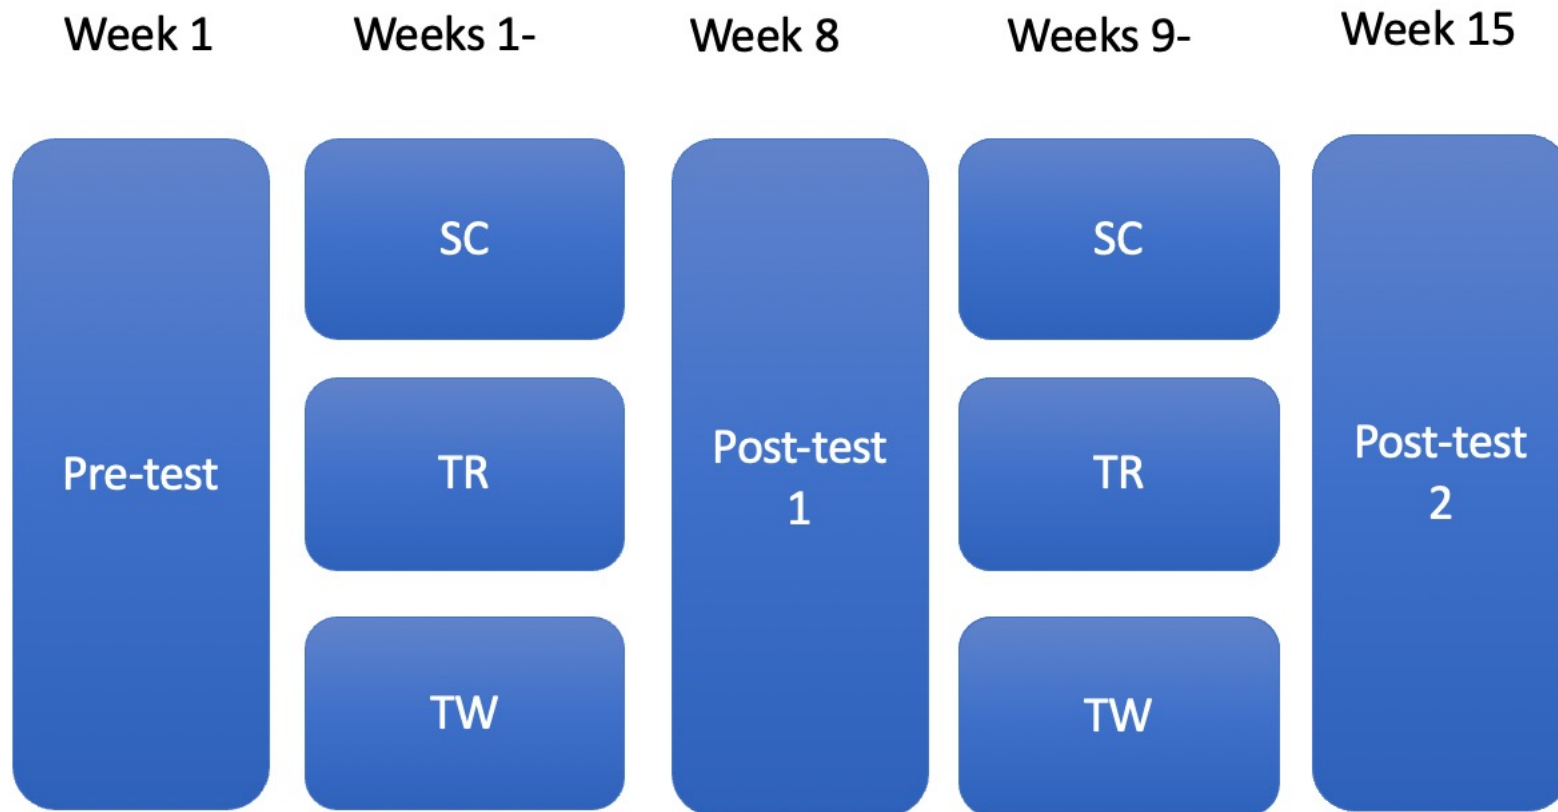 Week 1
Weeks 1-
Week 8
Weeks 9-
Week 15
Pre-test
SC
TR
TW
Post-test
1
SC
TR
TW
Post-test
2